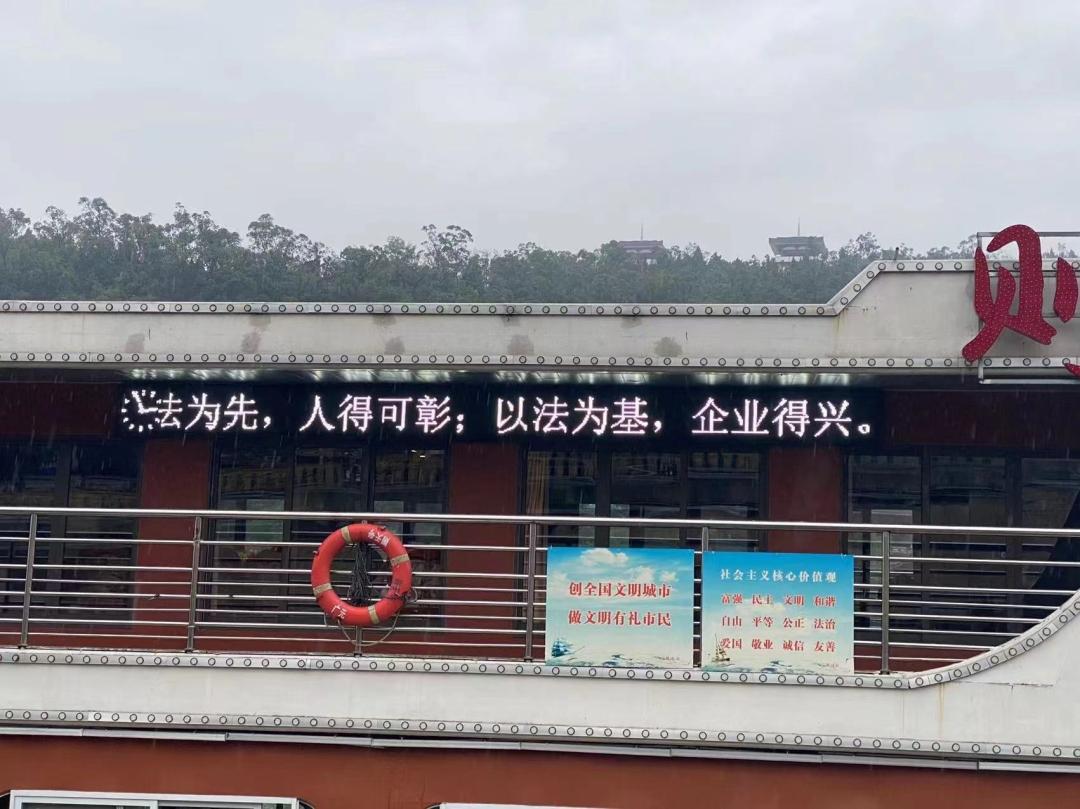 法为先，人得可彰；以法为基，企业得兴。
创全国文明城市
做文明有礼市民
社会主义核心价值观
富强 民主 文明 和谐
自由 平等 公正 法治
爱国 敬业 诚信 友善
广元